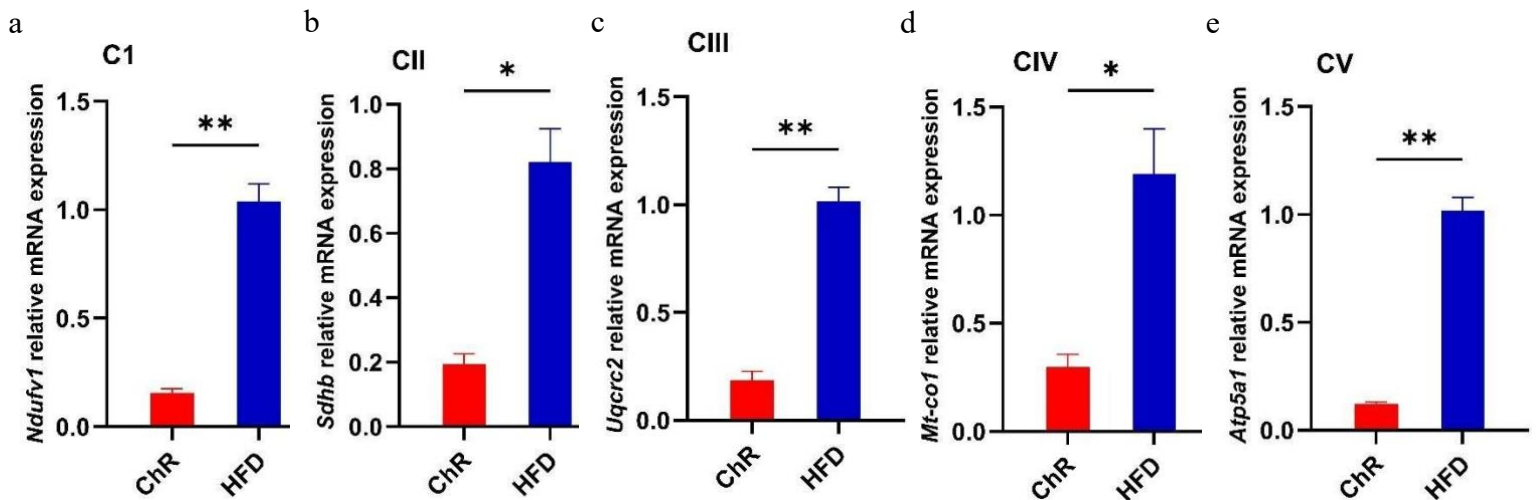 a
C1
Ndufv1 relative mRNA expression
1.5
1.0
0.5
0.0
**
ChR
HFD
b
CII
Sdhb relative mRNA expression
1.0
0.8
0.6
0.4
0.2
0.0
*
ChR
HFD
c
CIII
Uqcrc2 relative mRNA expression
1.5
1.0
0.5
0.0
**
ChR
HFD
d
CIV
Mt-co1 relative mRNA expression
1.5
1.0
0.5
0.0
*
ChR
HFD
e
CV
Atp5a1 relative mRNA expression
1.5
1.0
0.5
0.0
**
ChR
HFD